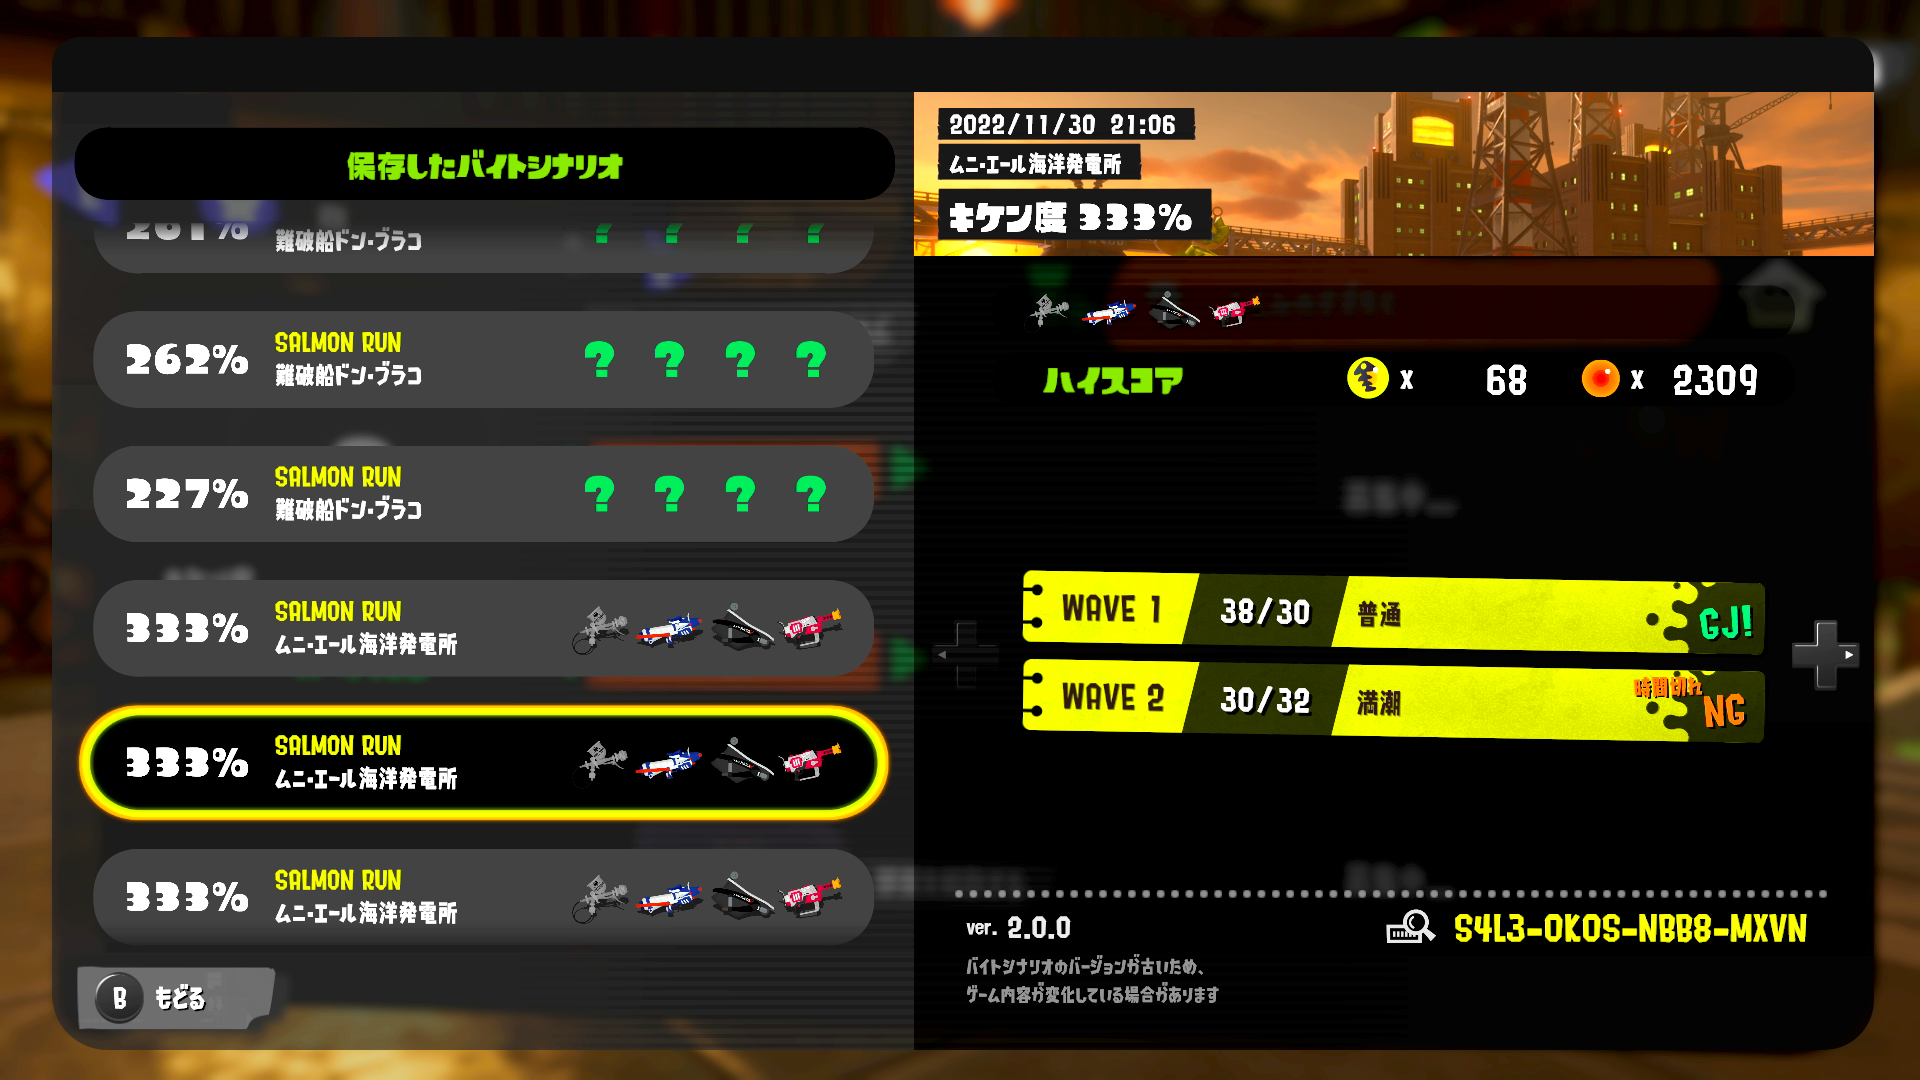 保存したバイトシナリオ
261%
難破船ドン・ブラコ
? ? ? ?
262%
SALMON RUN
難破船ドン・ブラコ
? ? ? ?
227%
SALMON RUN
難破船ドン・ブラコ
? ? ? ?
333%
SALMON RUN
ムニ・エール海洋発電所
333%
SALMON RUN
ムニ・エール海洋発電所
333%
SALMON RUN
ムニ・エール海洋発電所
B もどる
2022/11/30 21:06
ムニ・エール海洋発電所
キケン度 333%
ハイスコア x 68 x 2309
WAVE 1 38/30 普通 GJ!
WAVE 2 30/32 満潮 時間切れ NG
ver. 2.0.0
S4L3-0K0S-NBB8-MXVN
バイトシナリオのバージョンが古いため、
ゲーム内容が変化している場合があります